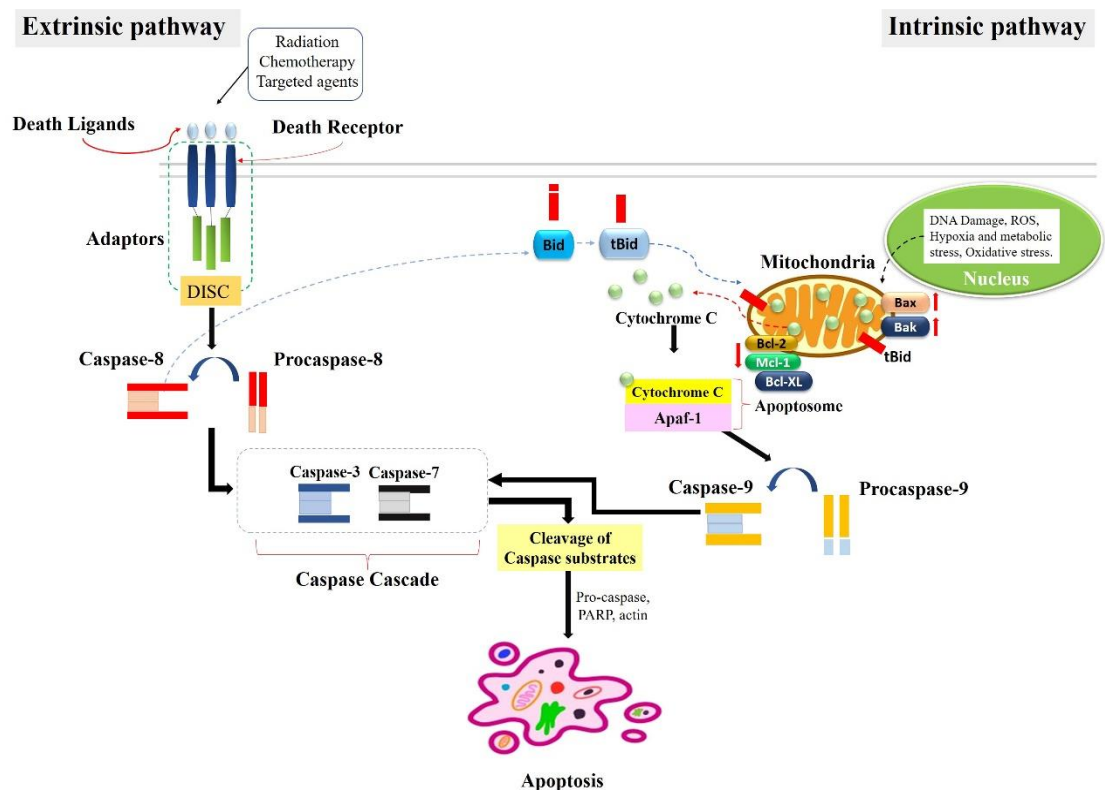 Extrinsic pathway
Intrinsic pathway
Radiation
Chemotherapy
Targeted agents
Death Ligands
Death Receptor
Adaptors
DISC
Caspase-8
Procaspase-8
Bid
tBid
Cytochrome C
Mitochondria
DNA Damage, ROS,
Hypoxia and metabolic
stress, Oxidative stress.
Nucleus
Bax
Bak
tBid
Bcl-2
Mcl-1
Bcl-XL
Cytochrome C
Apaf-1
Apoptosome
Caspase-9
Procaspase-9
Caspase-3
Caspase-7
Caspase Cascade
Cleavage of
Caspase substrates
Pro-caspase,
PARP, actin
Apoptosis